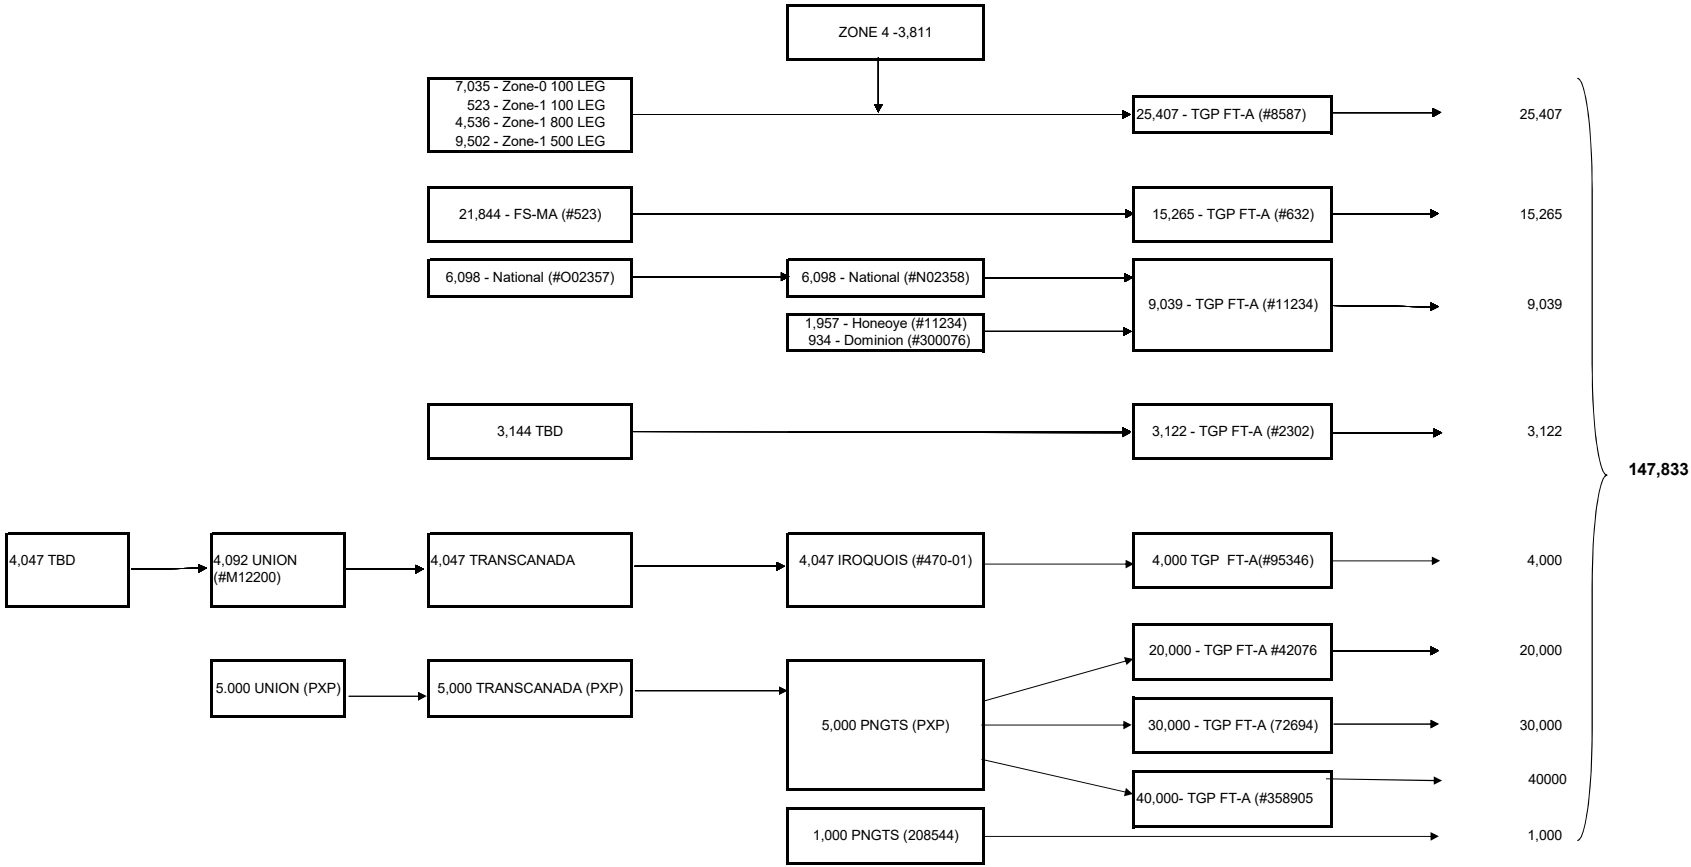 ZONE 4 -3,811
7,035 - Zone-0 100 LEG
523 - Zone-1 100 LEG
4,536 - Zone-1 800 LEG
9,502 - Zone-1 500 LEG
25,407 - TGP FT-A (#8587)
25,407
21,844 - FS-MA (#523)
15,265 - TGP FT-A (#632)
15,265
6,098 - National (#O02357)
6,098 - National (#N02358)
1,957 - Honeoye (#11234)
934 - Dominion (#300076)
9,039 - TGP FT-A (#11234)
9,039
3,144 TBD
3,122 - TGP FT-A (#2302)
3,122
147,833
4,047 TBD
4,092 UNION
(#M12200)
4,047 TRANSCANADA
4,047 IROQUOIS (#470-01)
4,000 TGP  FT-A(#95346)
4,000
5.000 UNION (PXP)
5,000 TRANSCANADA (PXP)
5,000 PNGTS (PXP)
20,000 - TGP FT-A #42076
20,000
30,000 - TGP FT-A (72694)
30,000
40,000- TGP FT-A (#358905
40000
1,000 PNGTS (208544)
1,000